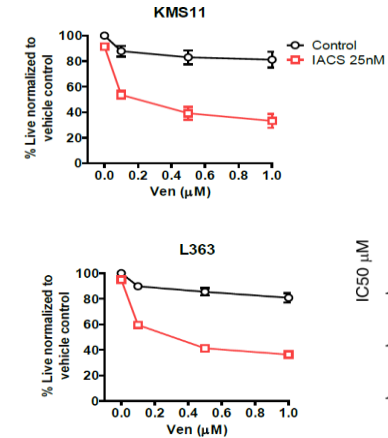 KMS11
% Live normalized to
vehicle control
100
80
60
40
20
0
0.0 0.2 0.4 0.6 0.8 1.0
Ven (μM)
Control
IACS 25nM
L363
% Live normalized to
vehicle control
100
80
60
40
20
0
0.0 0.2 0.4 0.6 0.8 1.0
Ven (μM)
IC50 μM